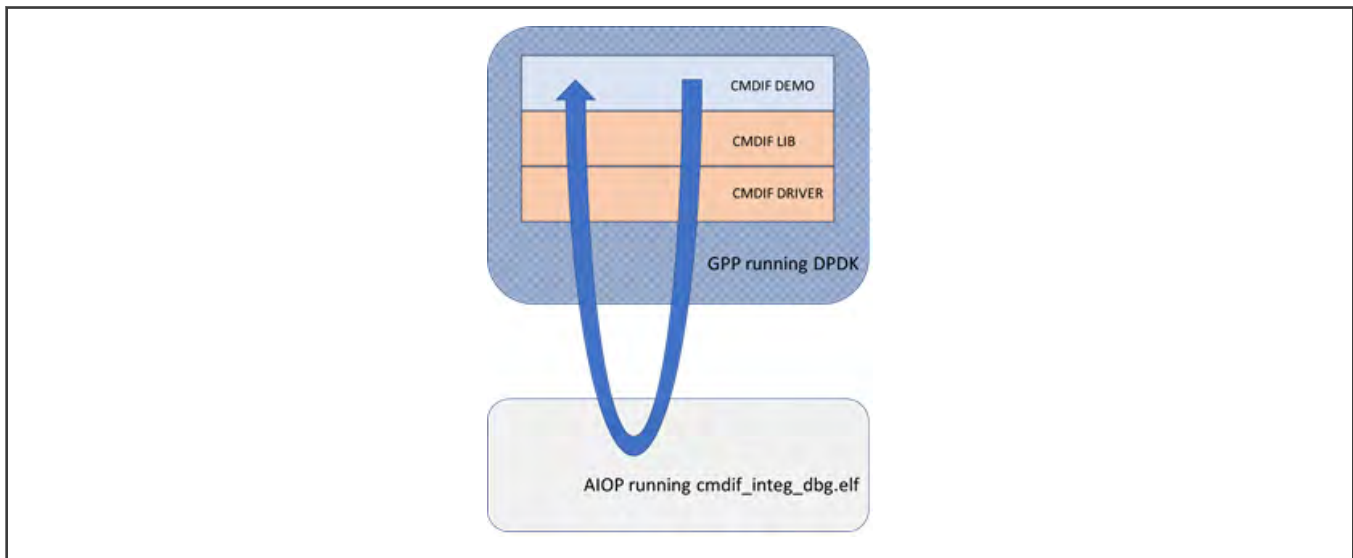 CMDIF DEMO
CMDIF LIB
CMDIF DRIVER
GPP running DPDK
AIOP running cmdif_integ_dbg.elf